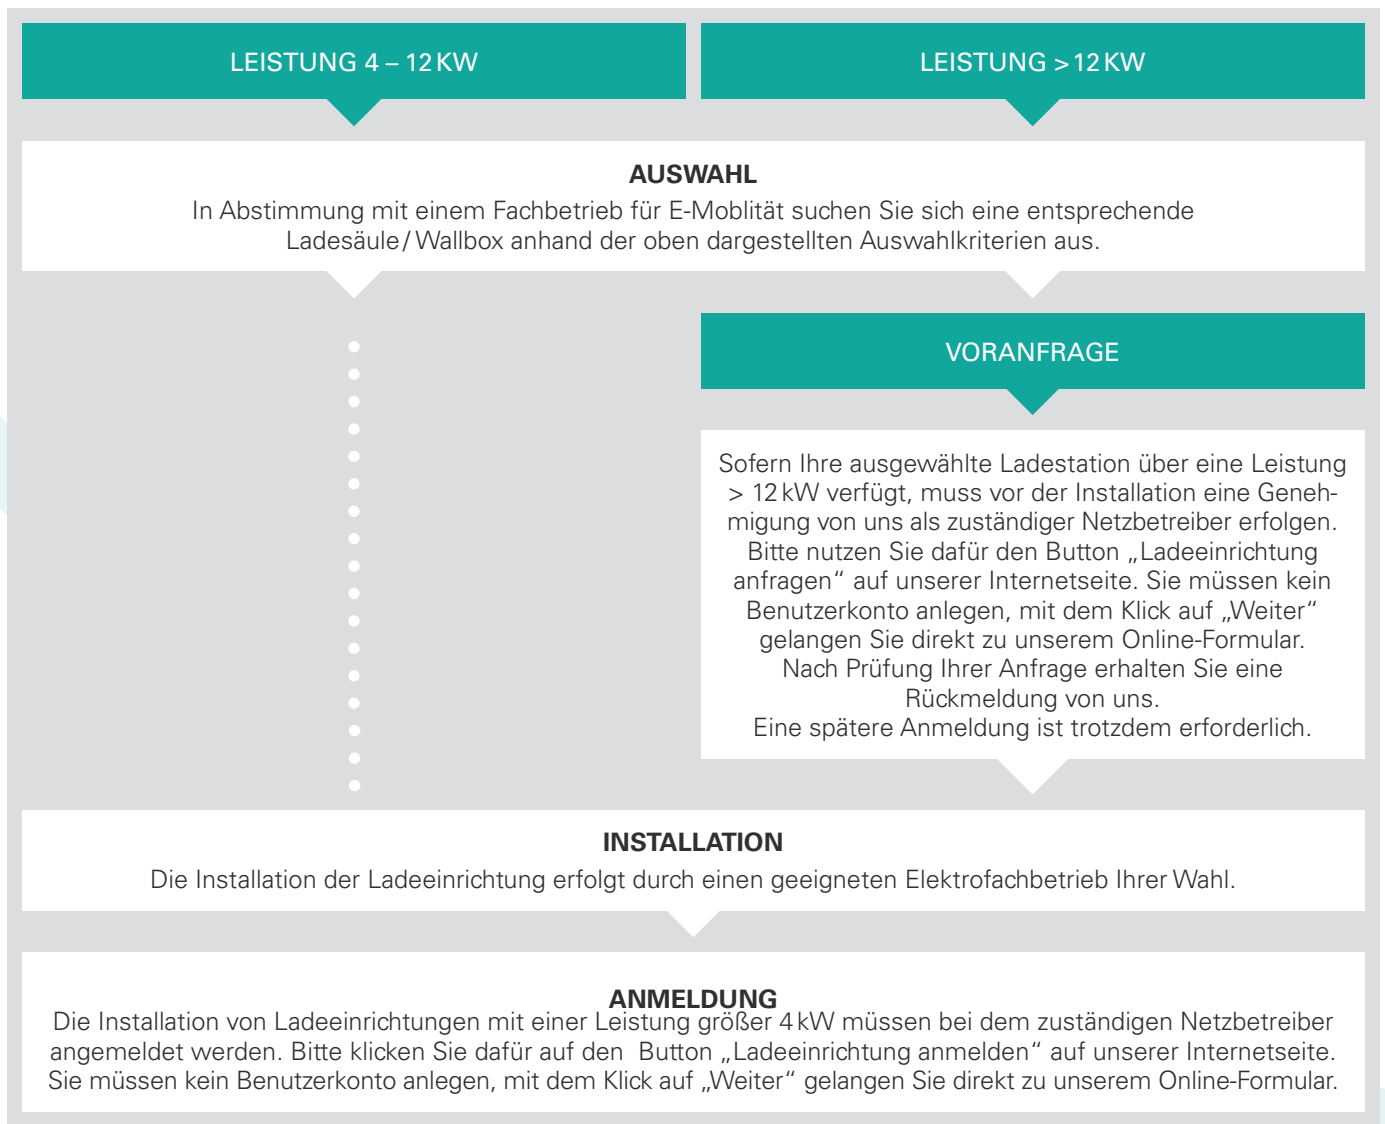 LEISTUNG 4 – 12 KW
LEISTUNG > 12 KW
AUSWAHL
In Abstimmung mit einem Fachbetrieb für E-Moblität suchen Sie sich eine entsprechende
Ladesäule / Wallbox anhand der oben dargestellten Auswahlkriterien aus.
VORANFRAGE
Sofern Ihre ausgewählte Ladestation über eine Leistung
> 12 kW verfügt, muss vor der Installation eine Geneh-
migung von uns als zuständiger Netzbetreiber erfolgen.
Bitte nutzen Sie dafür den Button „Ladeeinrichtung
anfragen“ auf unserer Internetseite. Sie müssen kein
Benutzerkonto anlegen, mit dem Klick auf „Weiter“
gelangen Sie direkt zu unserem Online-Formular.
Nach Prüfung Ihrer Anfrage erhalten Sie eine
Rückmeldung von uns.
Eine spätere Anmeldung ist trotzdem erforderlich.
INSTALLATION
Die Installation der Ladeeinrichtung erfolgt durch einen geeigneten Elektrofachbetrieb Ihrer Wahl.
ANMELDUNG
Die Installation von Ladeeinrichtungen mit einer Leistung größer 4 kW müssen bei dem zuständigen Netzbetreiber
angemeldet werden. Bitte klicken Sie dafür auf den Button „Ladeeinrichtung anmelden“ auf unserer Internetseite.
Sie müssen kein Benutzerkonto anlegen, mit dem Klick auf „Weiter“ gelangen Sie direkt zu unserem Online-Formular.